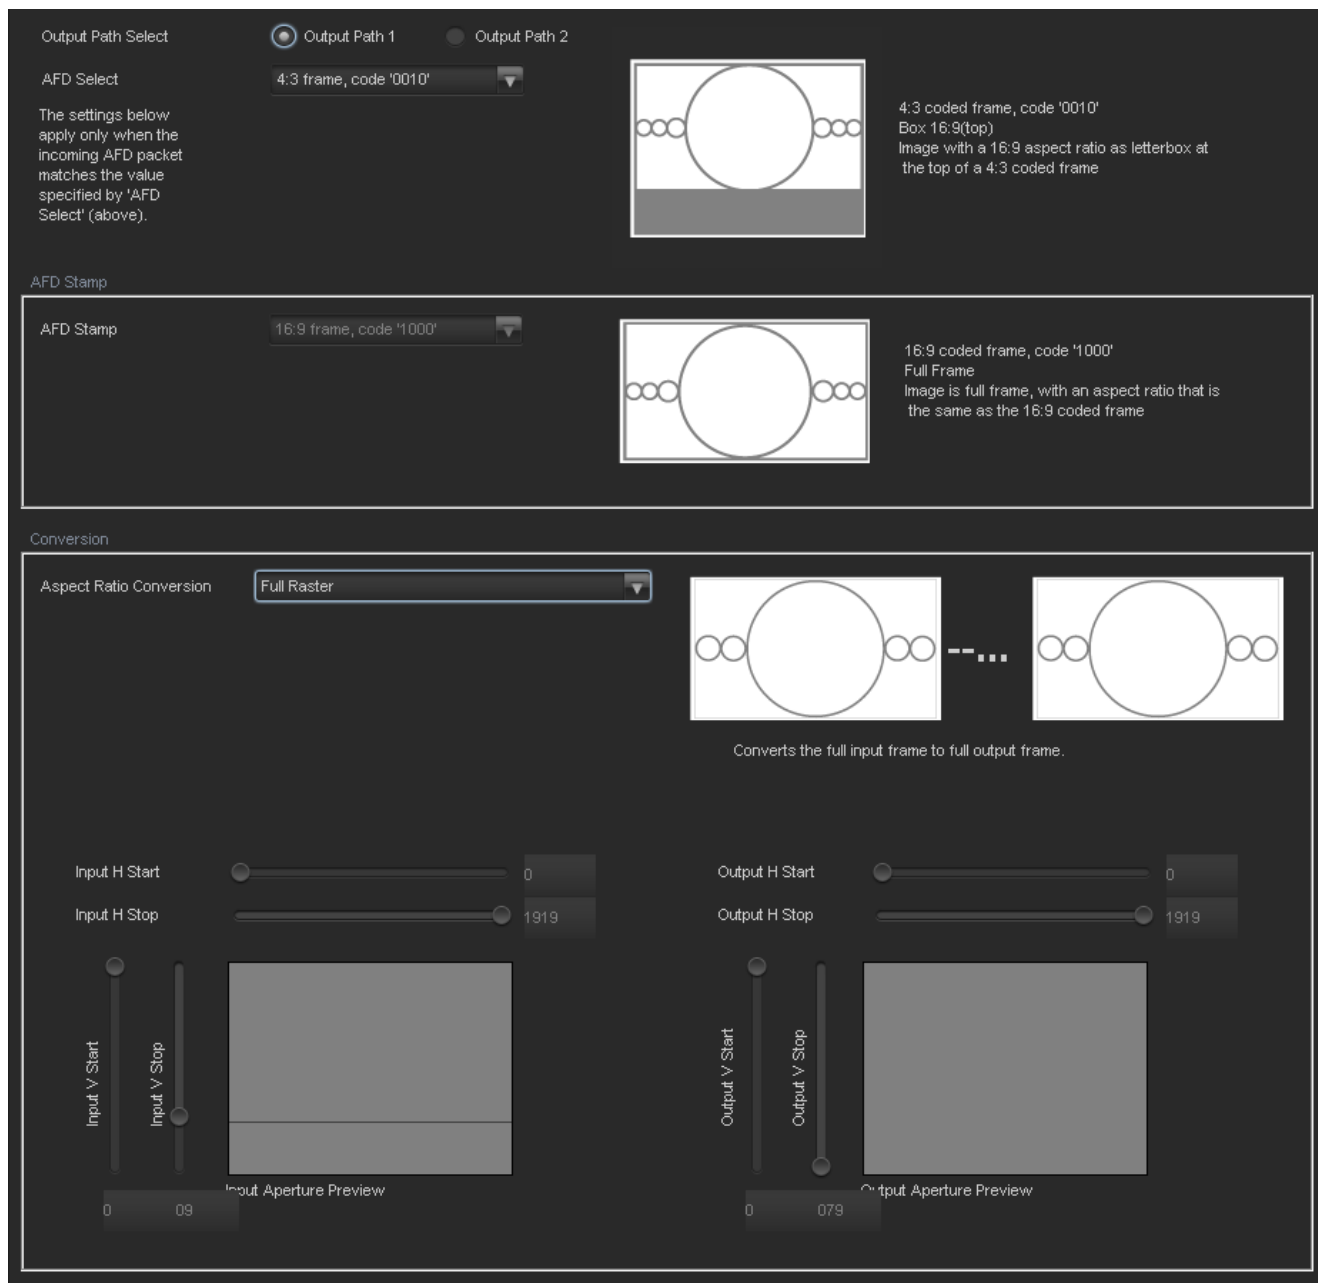 Output Path Select
Output Path 1
Output Path 2
AFD Select
4:3 frame, code '0010'
The settings below
apply only when the
incoming AFD packet
matches the value
specified by 'AFD
Select' (above).
4:3 coded frame, code '0010'
Box 16:9(top)
Image with a 16:9 aspect ratio as letterbox at
the top of a 4:3 coded frame
AFD Stamp
AFD Stamp
16:9 frame, code '1000'
16:9 coded frame, code '1000'
Full Frame
Image is full frame, with an aspect ratio that is
the same as the 16:9 coded frame
Conversion
Aspect Ratio Conversion
Full Raster
--...
Converts the full input frame to full output frame.
Input H Start
0
Input H Stop
1919
Output H Start
0
Output H Stop
1919
Input V Start
Input V Stop
Input Aperture Preview
0
09
Output V Start
Output V Stop
Output Aperture Preview
0
079